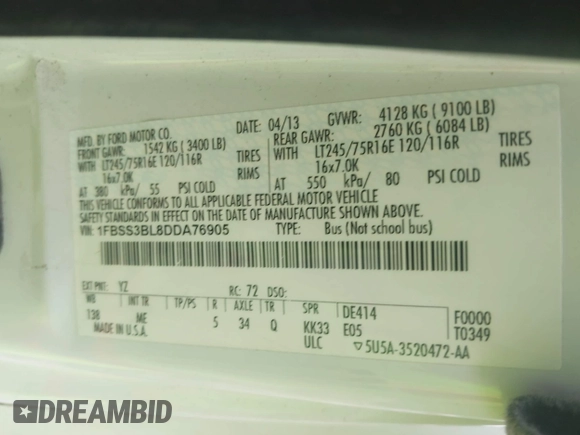 MFD. BY FORD MOTOR CO.
DATE: 04/13
GVWR: 4128 KG ( 9100 LB)
FRONT GAWR: 1542 KG ( 3400 LB)
REAR GAWR: 2760 KG ( 6084 LB)
WITH LT245/75R16E 120/116R TIRES
WITH LT245/75R16E 120/116R TIRES
16x7.0K RIMS
16x7.0K RIMS
AT 380 kPa/ 55 PSI COLD
AT 550 kPa/ 80 PSI COLD
THIS VEHICLE CONFORMS TO ALL APPLICABLE FEDERAL MOTOR VEHICLE
SAFETY STANDARDS IN EFFECT ON THE DATE OF MANUFACTURE SHOWN ABOVE.
VIN: 1FBSS3BL8DDA76905
TYPE: Bus (Not school bus)
EXT PNT: YZ RC: 72 DSO:
WB INT TR TP/PS R AXLE TR SPR DE414 F0000
138 ME 5 34 Q KK33 E05 T0349
MADE IN U.S.A. ULC ▽5U5A-3520472-AA
DREAMBID